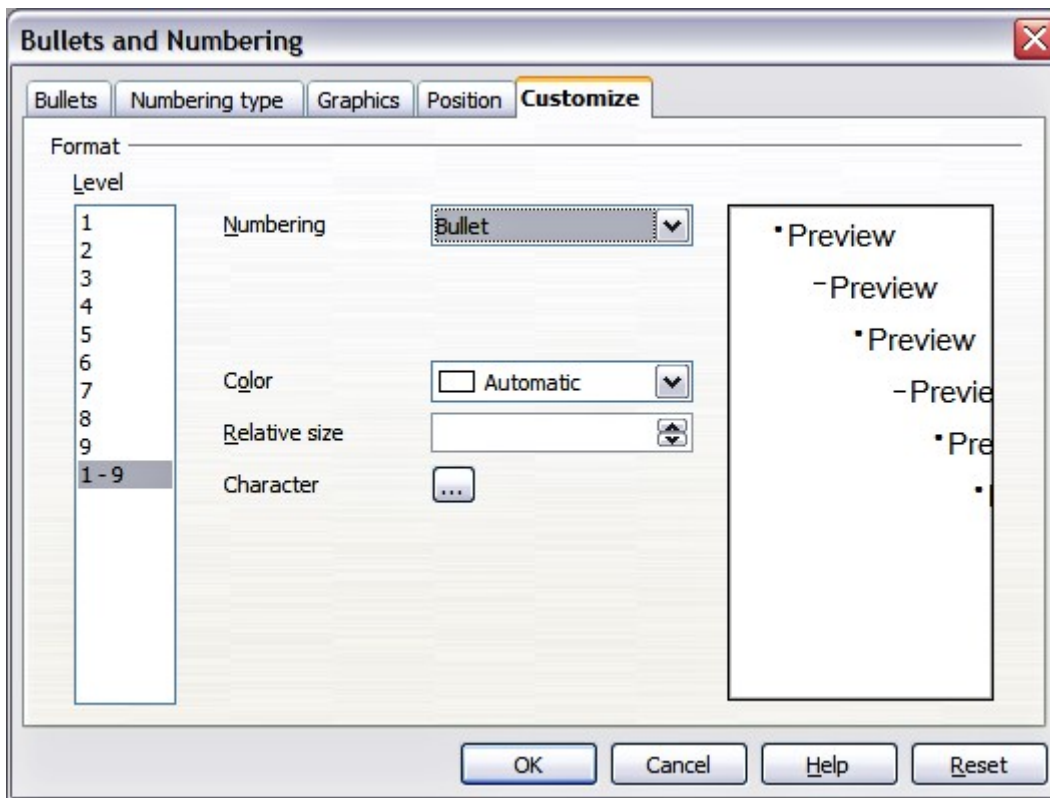 Bullets and Numbering
Bullets Numbering type Graphics Position Customize
Format
Level
1
2
3
4
5
6
7
8
9
1 - 9
Numbering
Bullet
Color
Automatic
Relative size
Character
...
Preview
Preview
Preview
Previe
Pre
OK Cancel Help Reset